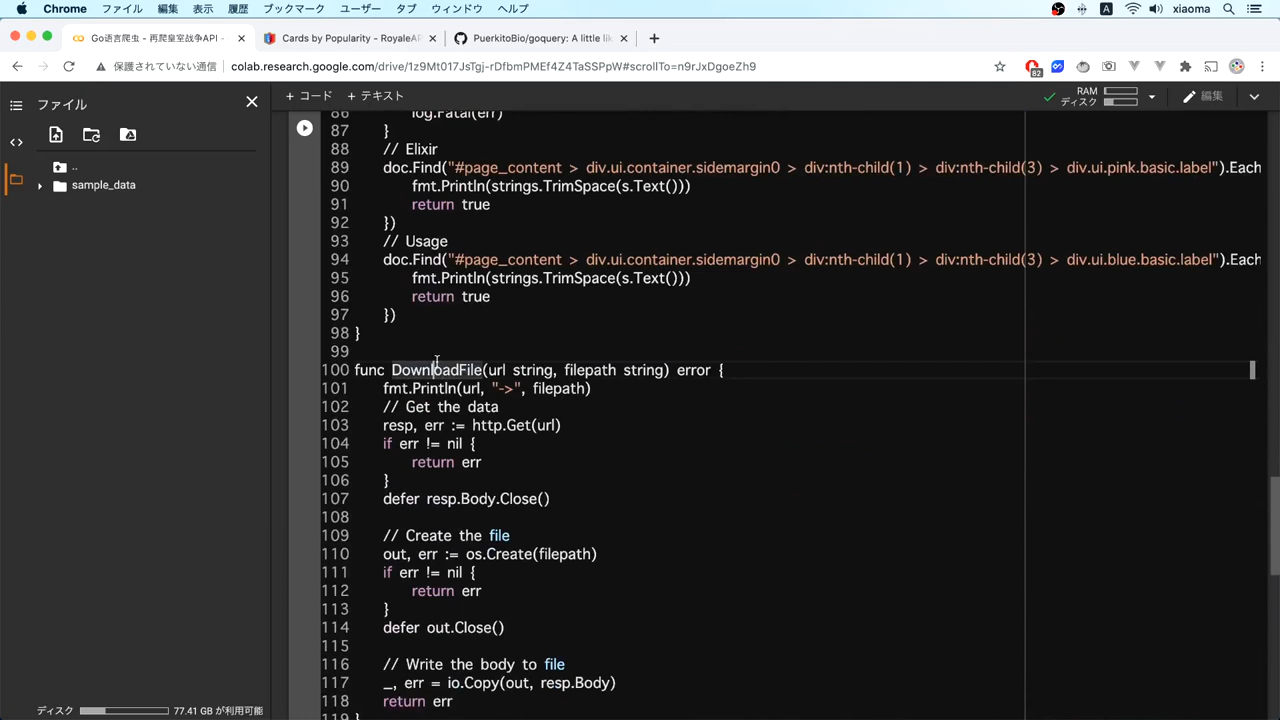 Chrome ファイル 編集 表示 履歴 ブックマーク ユーザー タブ ウィンドウ ヘルプ A xiaoma
Go语言爬虫 - 再爬皇室战争API - Cards by Popularity - RoyaleAP PuerkitoBio/goquery: A little lik
保護されていない通信 colab.research.google.com/drive/1z9Mt017JsTgj-rDfbmPMEf4Z4TaSSPpW#scrollTo=n9rJxDgoeZh9 82
ファイル + コード + テキスト RAM ディスク 編集
..
sample_data
86 log.Fatal(err)
87 }
88 // Elixir
89 doc.Find("#page_content > div.ui.container.sidemargin0 > div:nth-child(1) > div:nth-child(3) > div.ui.pink.basic.label").Each
90 fmt.Println(strings.TrimSpace(s.Text()))
91 return true
92 })
93 // Usage
94 doc.Find("#page_content > div.ui.container.sidemargin0 > div:nth-child(1) > div:nth-child(3) > div.ui.blue.basic.label").Each
95 fmt.Println(strings.TrimSpace(s.Text()))
96 return true
97 })
98 }
99
100 func DownloadFile(url string, filepath string) error {
101 fmt.Println(url, "->", filepath)
102 // Get the data
103 resp, err := http.Get(url)
104 if err != nil {
105 return err
106 }
107 defer resp.Body.Close()
108
109 // Create the file
110 out, err := os.Create(filepath)
111 if err != nil {
112 return err
113 }
114 defer out.Close()
115
116 // Write the body to file
117 _, err = io.Copy(out, resp.Body)
118 return err
119 }
ディスク 77.41 GB が利用可能